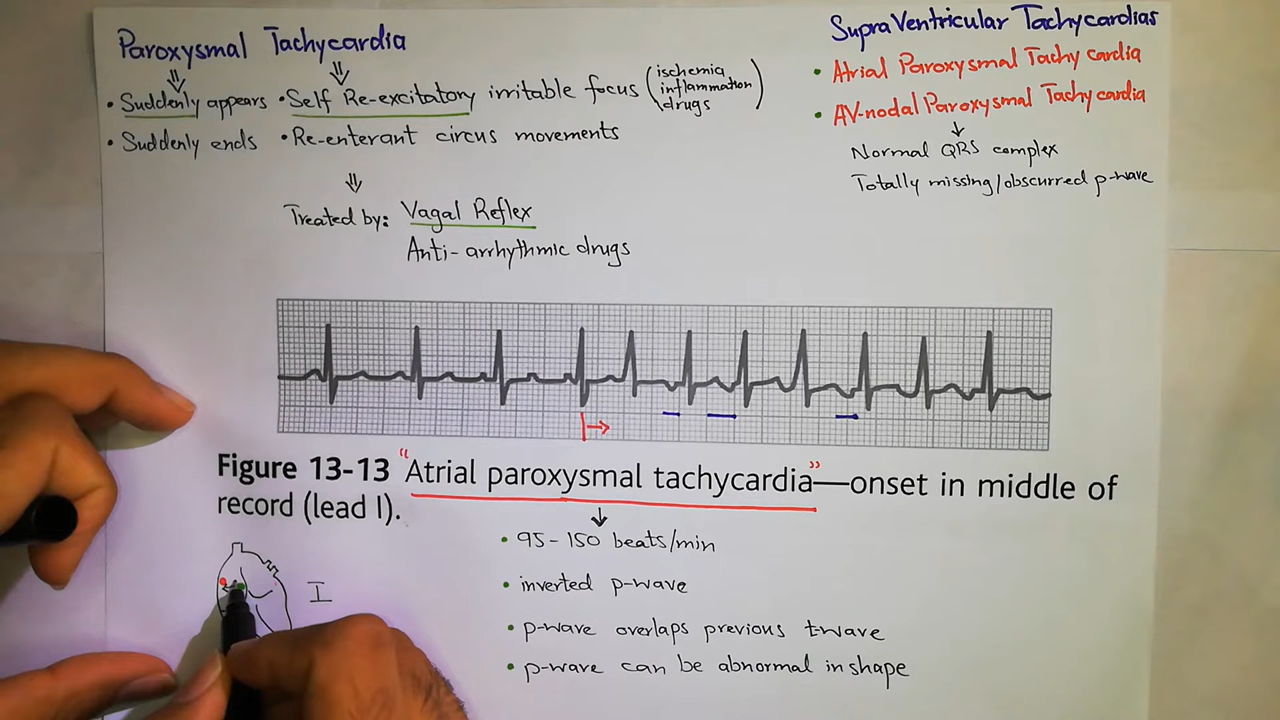 Paroxysmal Tachycardia
• Suddenly appears
• Suddenly ends
• Self Re-excitatory irritable focus (ischemia inflammation drugs)
• Re-enterant circus movements
Treated by: Vagal Reflex
Anti-arrhythmic drugs
SupraVentricular Tachycardias
• Atrial Paroxysmal Tachycardia
• AV-nodal Paroxysmal Tachycardia
Normal QRS complex
Totally missing/obscurred p-wave
Figure 13-13 "Atrial paroxysmal tachycardia"—onset in middle of
record (lead I).
I
• 95-150 beats/min
• inverted p-wave
• p-wave overlaps previous t-wave
• p-wave can be abnormal in shape